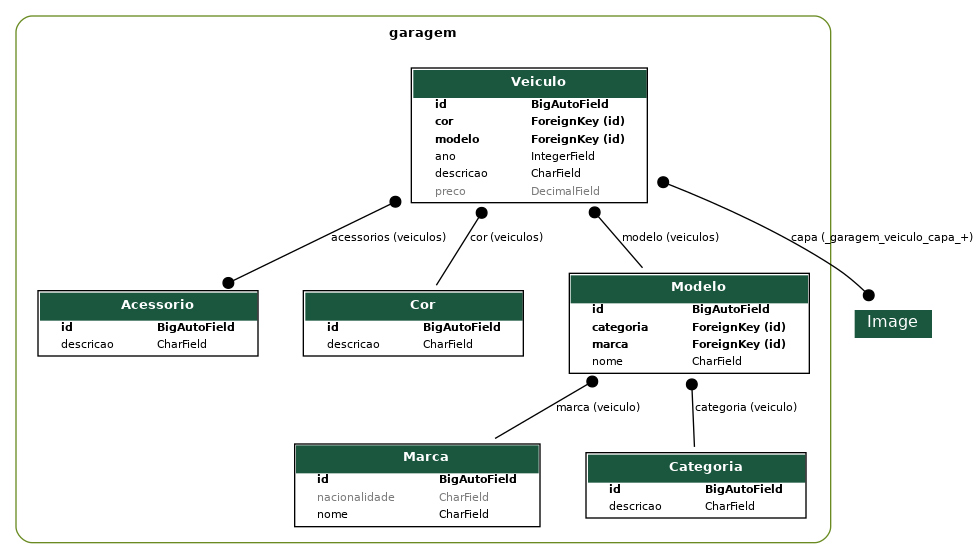 garagem
Veiculo
id BigAutoField
cor ForeignKey (id)
modelo ForeignKey (id)
ano IntegerField
descricao CharField
preco DecimalField
acessorios (veiculos)
cor (veiculos)
modelo (veiculos)
capa (_garagem_veiculo_capa_+)
Acessorio
id BigAutoField
descricao CharField
Cor
id BigAutoField
descricao CharField
Modelo
id BigAutoField
categoria ForeignKey (id)
marca ForeignKey (id)
nome CharField
Image
marca (veiculo)
categoria (veiculo)
Marca
id BigAutoField
nacionalidade CharField
nome CharField
Categoria
id BigAutoField
descricao CharField